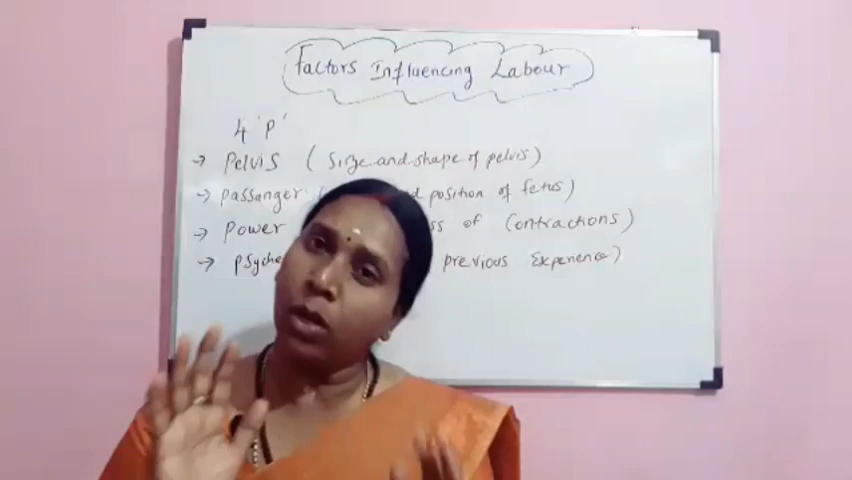 Factors Influencing Labour
4 'P'
→ Pelvis ( Size and shape of pelvis)
→ Passanger ( position of fetus)
→ Power of Contractions)
→ previous Experience)